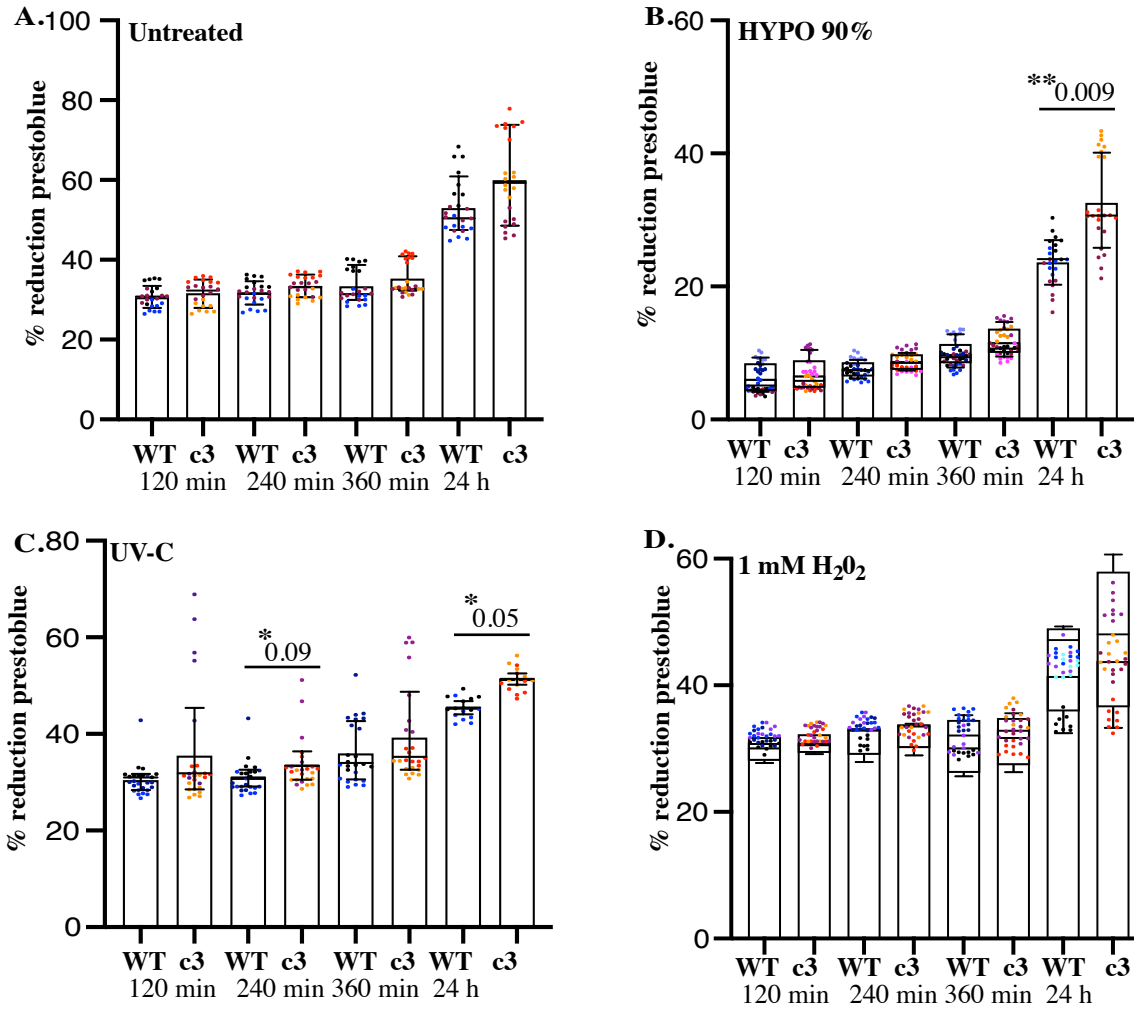 A.
Untreated
% reduction prestoblue
100
80
60
40
20
0
WT c3 WT c3 WT c3 WT c3
120 min 240 min 360 min 24 h
B.
HYPO 90%
% reduction prestoblue
60
40
20
0
**
0.009
WT c3 WT c3 WT c3 WT c3
120 min 240 min 360 min 24 h
C.
UV-C
% reduction prestoblue
80
60
40
20
0
*
0.09
*
0.05
WT c3 WT c3 WT c3 WT c3
120 min 240 min 360 min 24 h
D.
1 mM H₂0₂
% reduction prestoblue
60
40
20
0
WT c3 WT c3 WT c3 WT c3
120 min 240 min 360 min 24 h